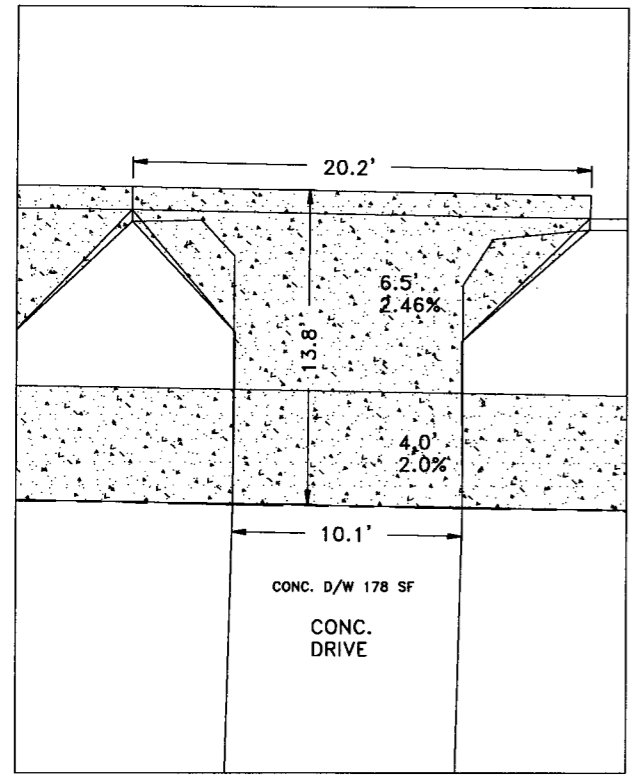 20.2'
6.5'
2.46%
13.8'
4.0'
2.0%
10.1'
CONC. D/W 178 SF
CONC.
DRIVE